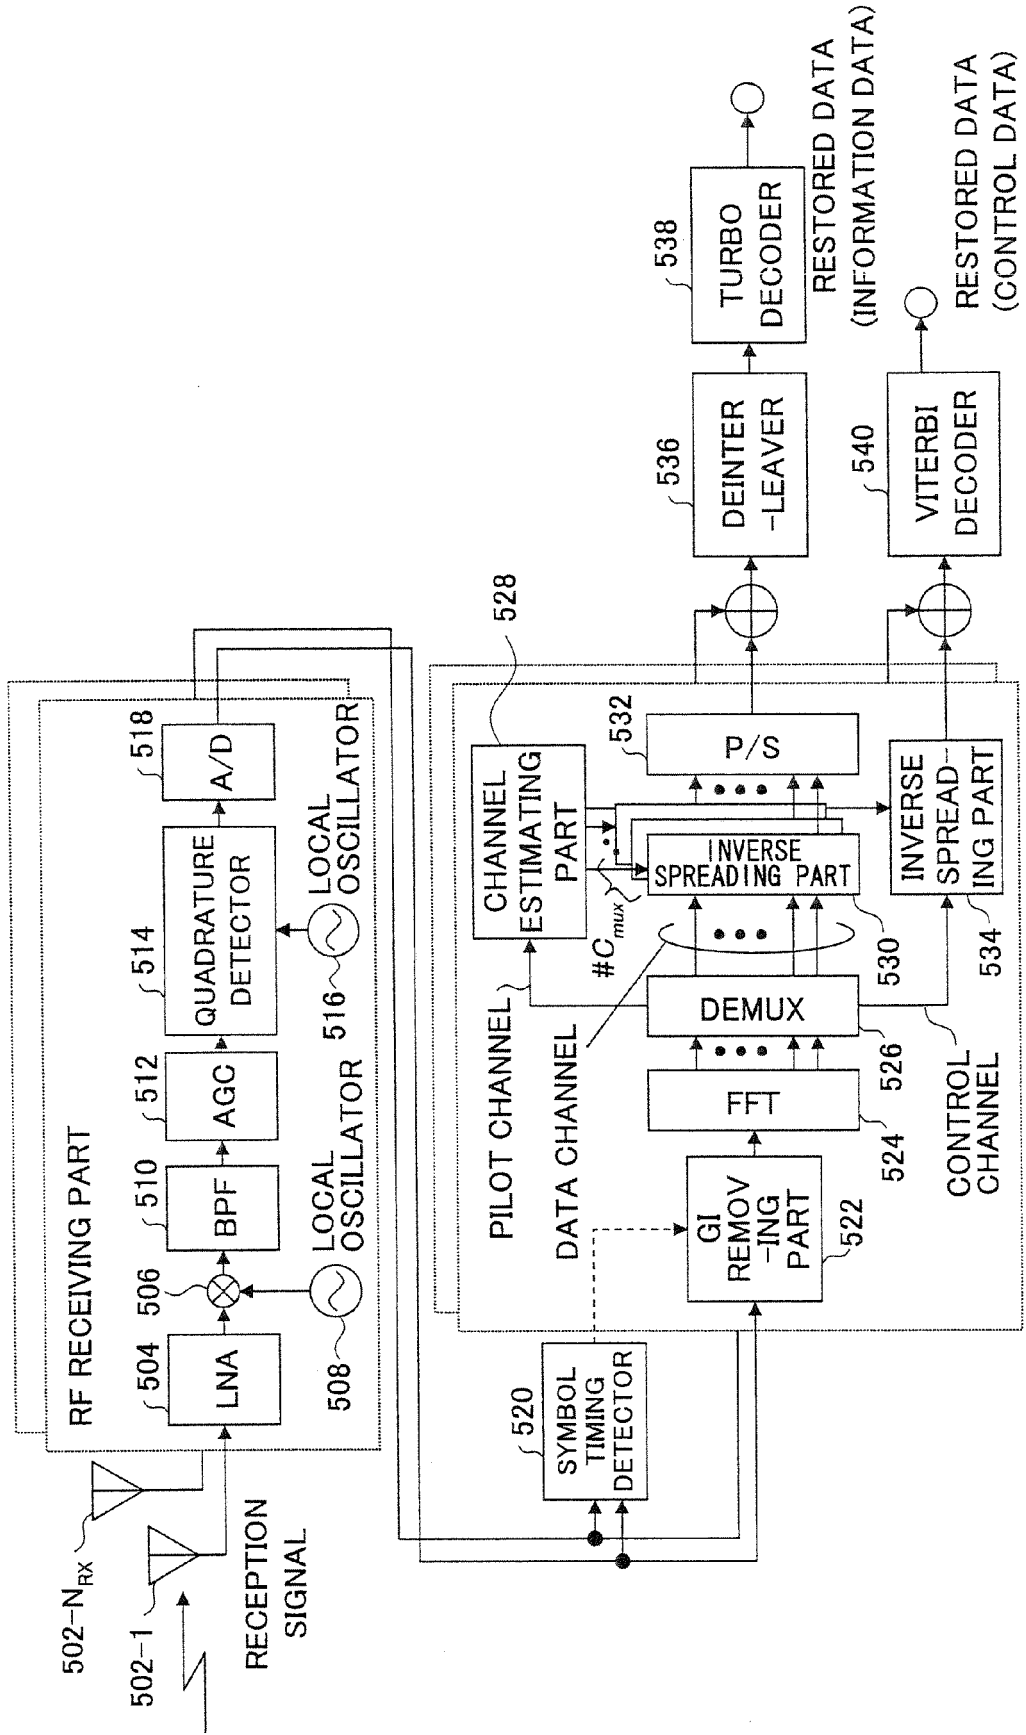 RF RECEIVING PART
502-N_RX
502-1
RECEPTION
SIGNAL
504
LNA
506
508
LOCAL
OSCILLATOR
510
BPF
512
AGC
514
QUADRATURE
DETECTOR
516
LOCAL
OSCILLATOR
518
A/D
520
SYMBOL
TIMING
DETECTOR
522
GI
REMOV
-ING
PART
524
FFT
526
DEMUX
PILOT CHANNEL
DATA CHANNEL
CONTROL
CHANNEL
528
CHANNEL
ESTIMATING
PART
#C_mux
530
INVERSE
SPREADING PART
532
P/S
534
INVERSE
SPREAD-
ING PART
536
DEINTER
-LEAVER
538
TURBO
DECODER
RESTORED DATA
(INFORMATION DATA)
540
VITERBI
DECODER
RESTORED DATA
(CONTROL DATA)